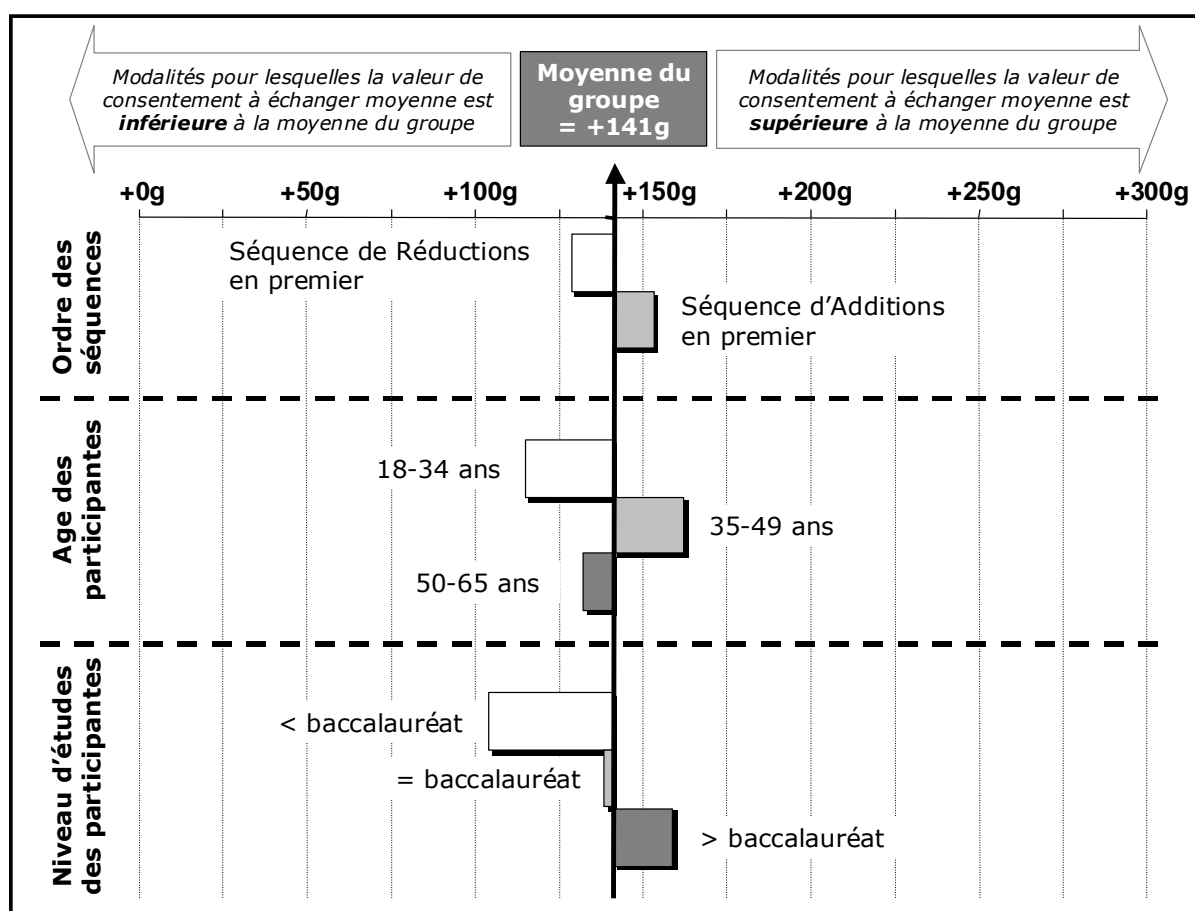 Modalités pour lesquelles la valeur de
consentement à échanger moyenne est
inférieure à la moyenne du groupe
Moyenne du
groupe
= +141g
Modalités pour lesquelles la valeur de
consentement à échanger moyenne est
supérieure à la moyenne du groupe
+0g +50g +100g +150g +200g +250g +300g
Ordre des
séquences
Séquence de Réductions
en premier
Séquence d'Additions
en premier
Age des
participantes
18-34 ans
35-49 ans
50-65 ans
Niveau d'études
des participantes
< baccalauréat
= baccalauréat
> baccalauréat